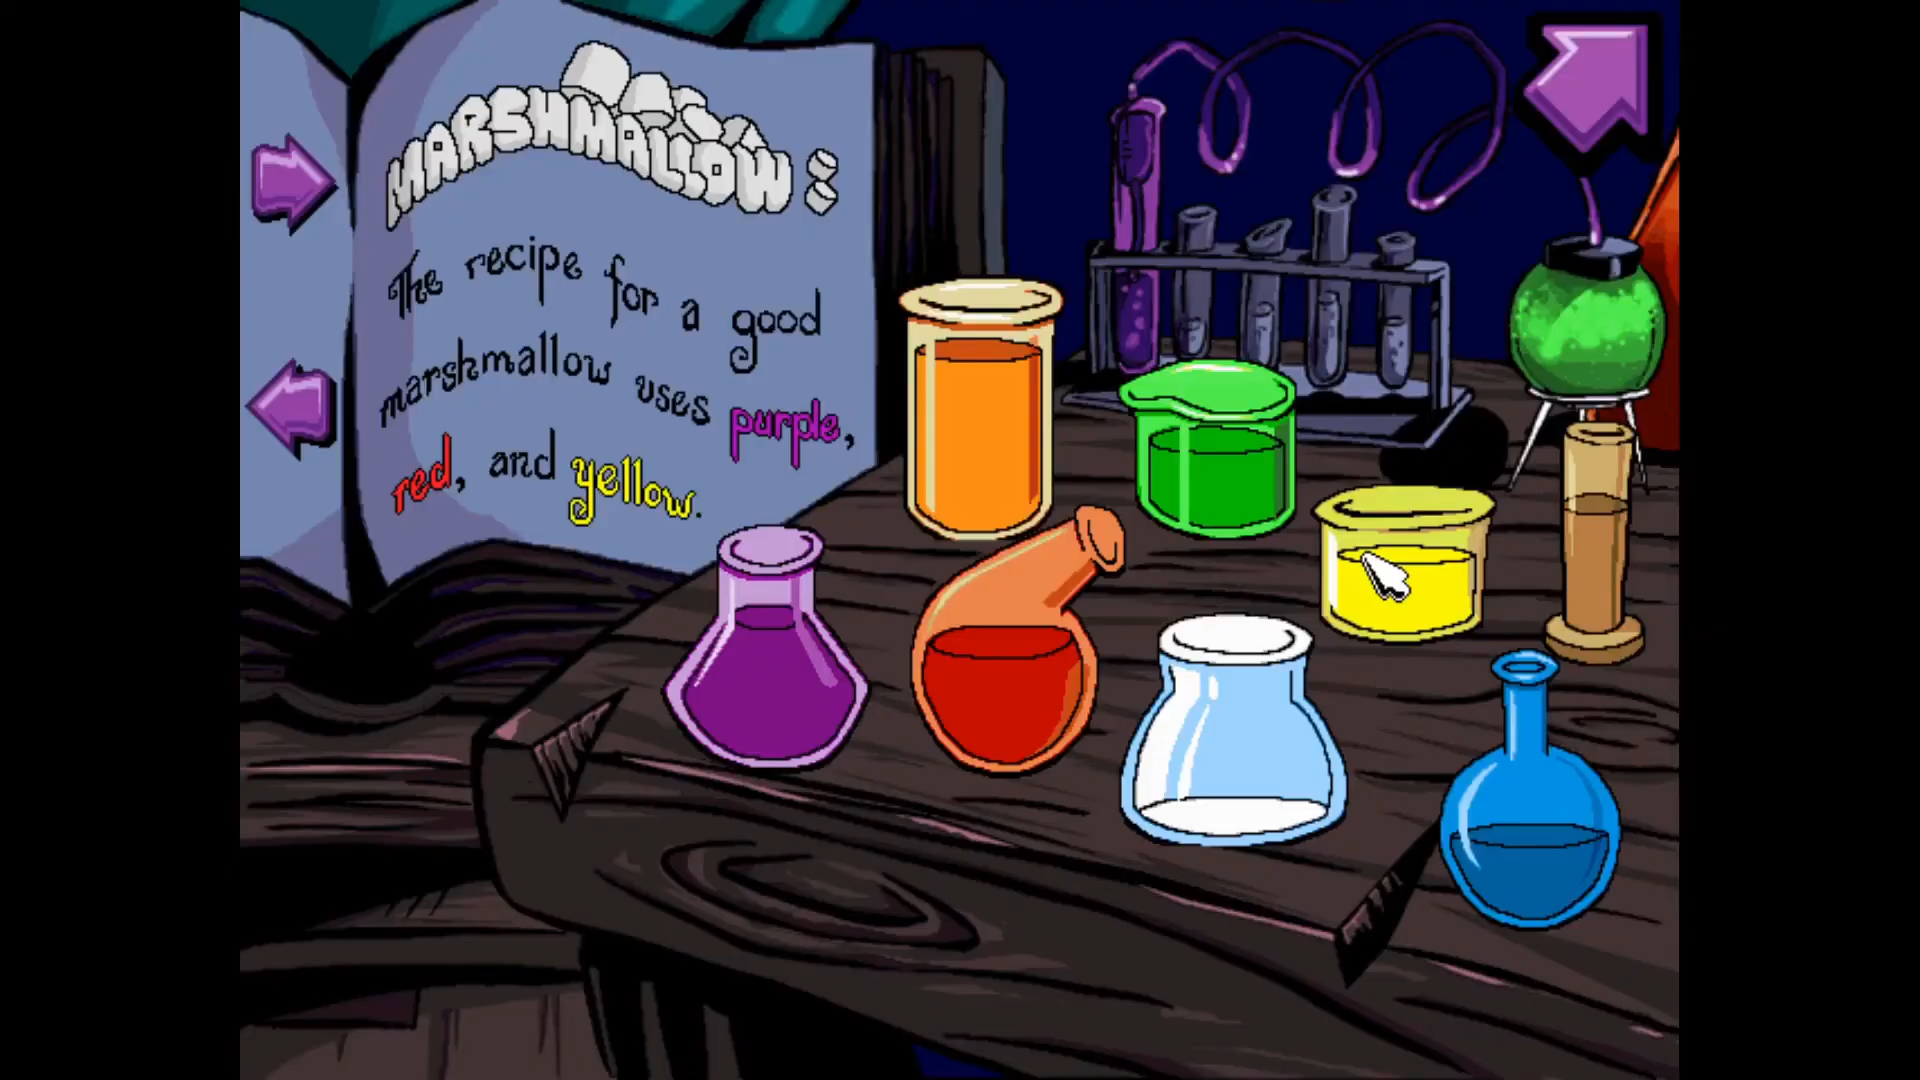 MARSHMALLOW:
The recipe for a good
marshmallow uses purple,
red, and yellow.